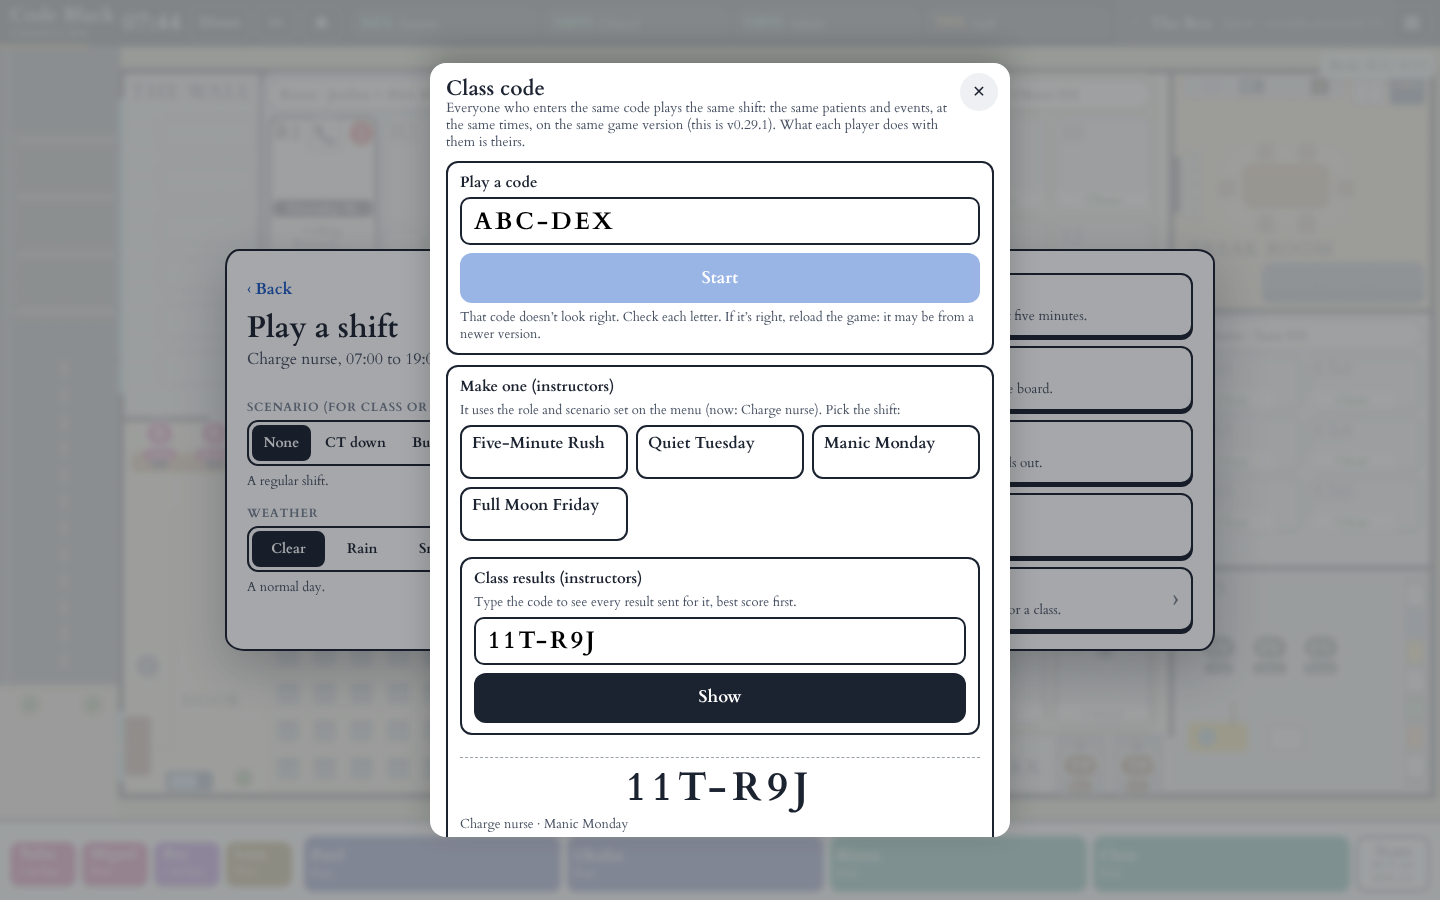 Code Black
07:44
THE WALL
Class code
×
Everyone who enters the same code plays the same shift: the same patients and events, at
the same times, on the same game version (this is v0.29.1). What each player does with
them is theirs.
Play a code
ABC-DEX
Start
That code doesn't look right. Check each letter. If it's right, reload the game: it may be from a
newer version.
Make one (instructors)
It uses the role and scenario set on the menu (now: Charge nurse). Pick the shift:
Five-Minute Rush
Quiet Tuesday
Manic Monday
Full Moon Friday
Class results (instructors)
Type the code to see every result sent for it, best score first.
11T-R9J
Show
11T-R9J
Charge nurse · Manic Monday
‹ Back
Play a shift
Charge nurse, 07:00 to 19:0
SCENARIO (FOR CLASS OR
None
CT down
Bu
A regular shift.
WEATHER
Clear
Rain
A normal day.
five minutes.
board.
out.
or a class.
›